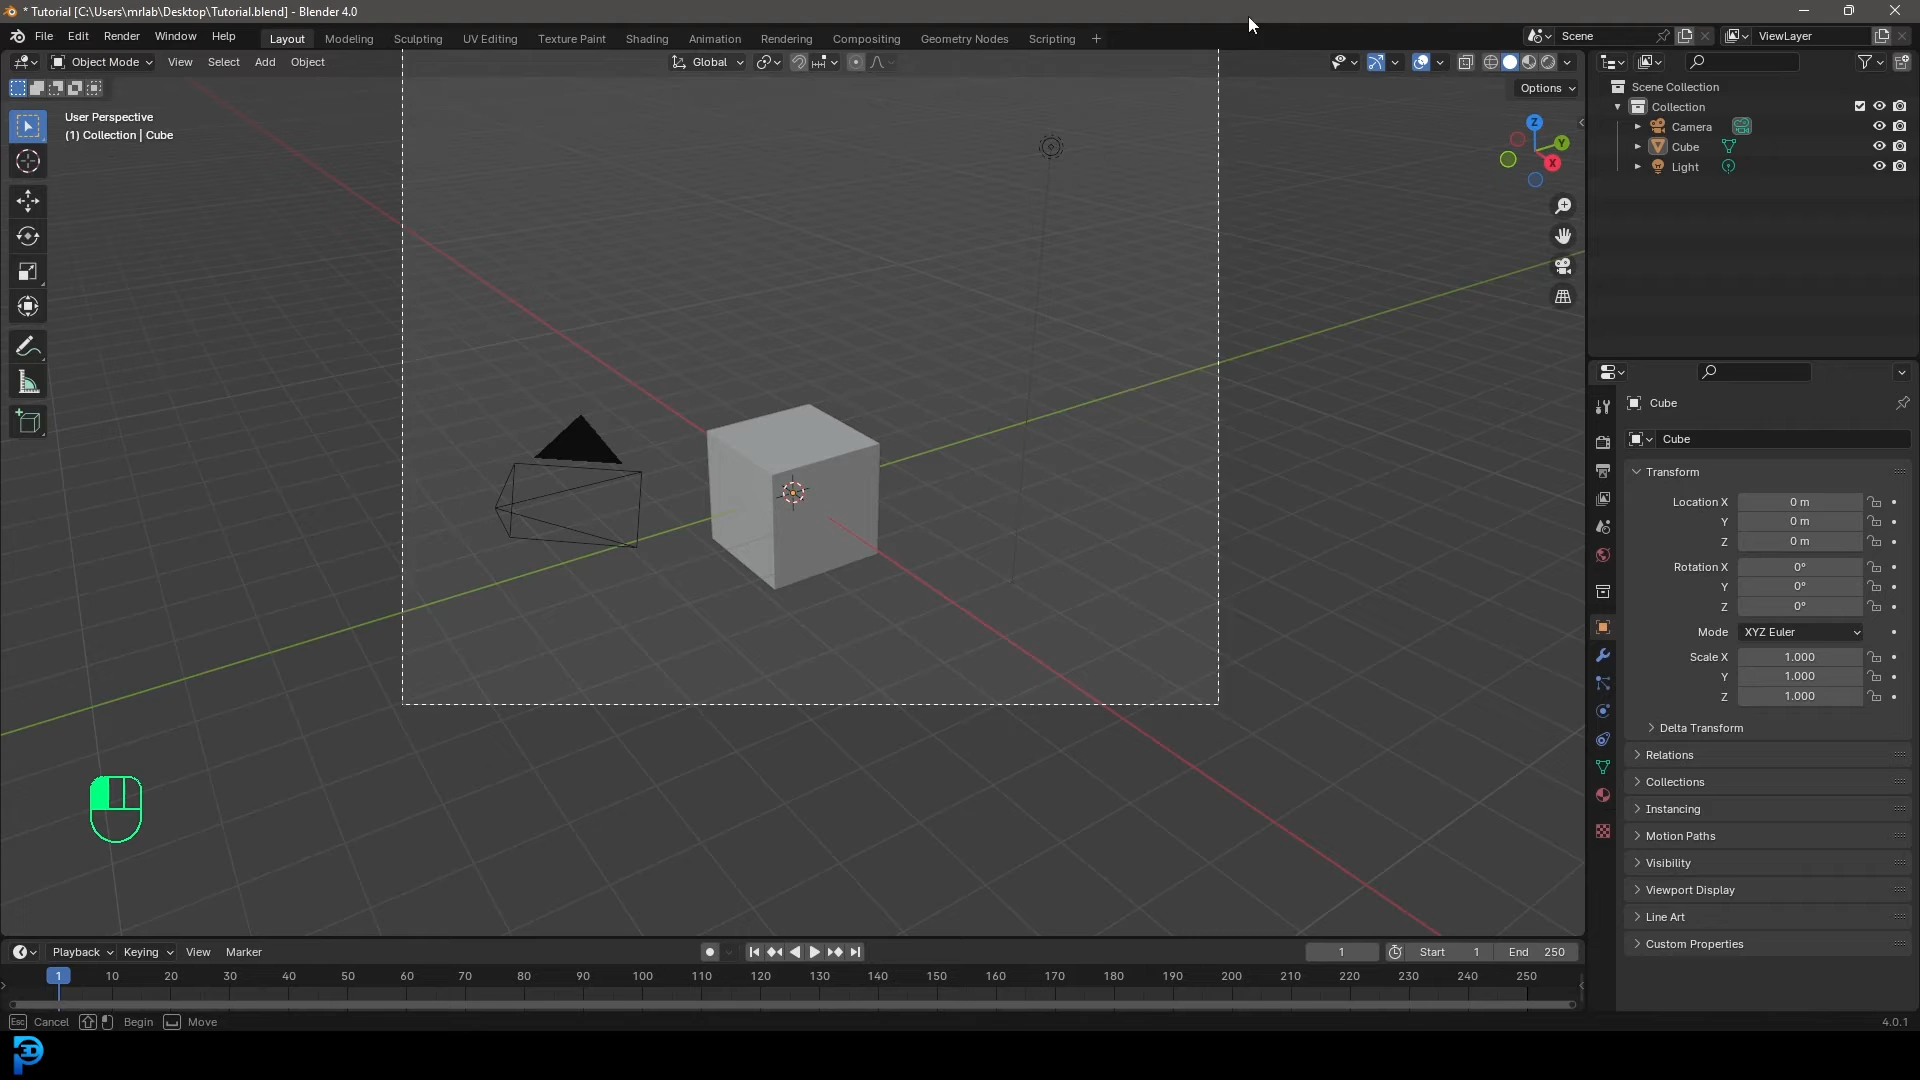 * Tutorial [C:\Users\mrlab\Desktop\Tutorial.blend] - Blender 4.0
File Edit Render Window Help Layout Modeling Sculpting UV Editing Texture Paint Shading Animation Rendering Compositing Geometry Nodes Scripting + Scene ViewLayer
Object Mode View Select Add Object Global
Options
User Perspective
(1) Collection | Cube
Z
Y
X
Scene Collection
Collection
Camera
Cube
Light
Cube
Cube
Transform
Location X 0 m
Y 0 m
Z 0 m
Rotation X 0°
Y 0°
Z 0°
Mode XYZ Euler
Scale X 1.000
Y 1.000
Z 1.000
Delta Transform
Relations
Collections
Instancing
Motion Paths
Visibility
Viewport Display
Line Art
Custom Properties
Playback Keying View Marker 1 Start 1 End 250
1 10 20 30 40 50 60 70 80 90 100 110 120 130 140 150 160 170 180 190 200 210 220 230 240 250
Esc Cancel Begin Move 4.0.1
3D